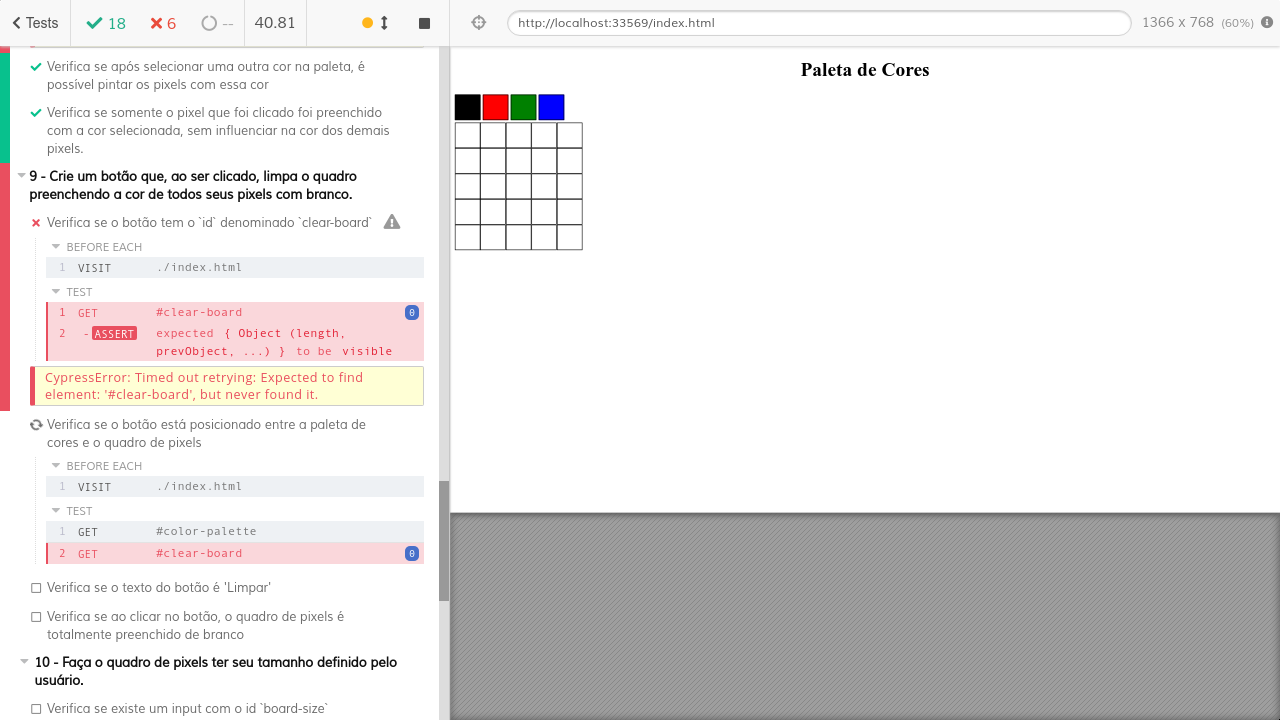 Tests
18
6
--
40.81
http://localhost:33569/index.html
1366 x 768 (60%)
Verifica se após selecionar uma outra cor na paleta, é
possível pintar os pixels com essa cor
Verifica se somente o pixel que foi clicado foi preenchido
com a cor selecionada, sem influenciar na cor dos demais
pixels.
9 - Crie um botão que, ao ser clicado, limpa o quadro
preenchendo a cor de todos seus pixels com branco.
Verifica se o botão tem o `id` denominado `clear-board`
BEFORE EACH
1 VISIT ./index.html
TEST
1 GET #clear-board 0
2 - ASSERT expected { Object (length,
prevObject, ...) } to be visible
CypressError: Timed out retrying: Expected to find
element: '#clear-board', but never found it.
Verifica se o botão está posicionado entre a paleta de
cores e o quadro de pixels
BEFORE EACH
1 VISIT ./index.html
TEST
1 GET #color-palette
2 GET #clear-board 0
Verifica se o texto do botão é 'Limpar'
Verifica se ao clicar no botão, o quadro de pixels é
totalmente preenchido de branco
10 - Faça o quadro de pixels ter seu tamanho definido pelo
usuário.
Verifica se existe um input com o id `board-size`
Paleta de Cores